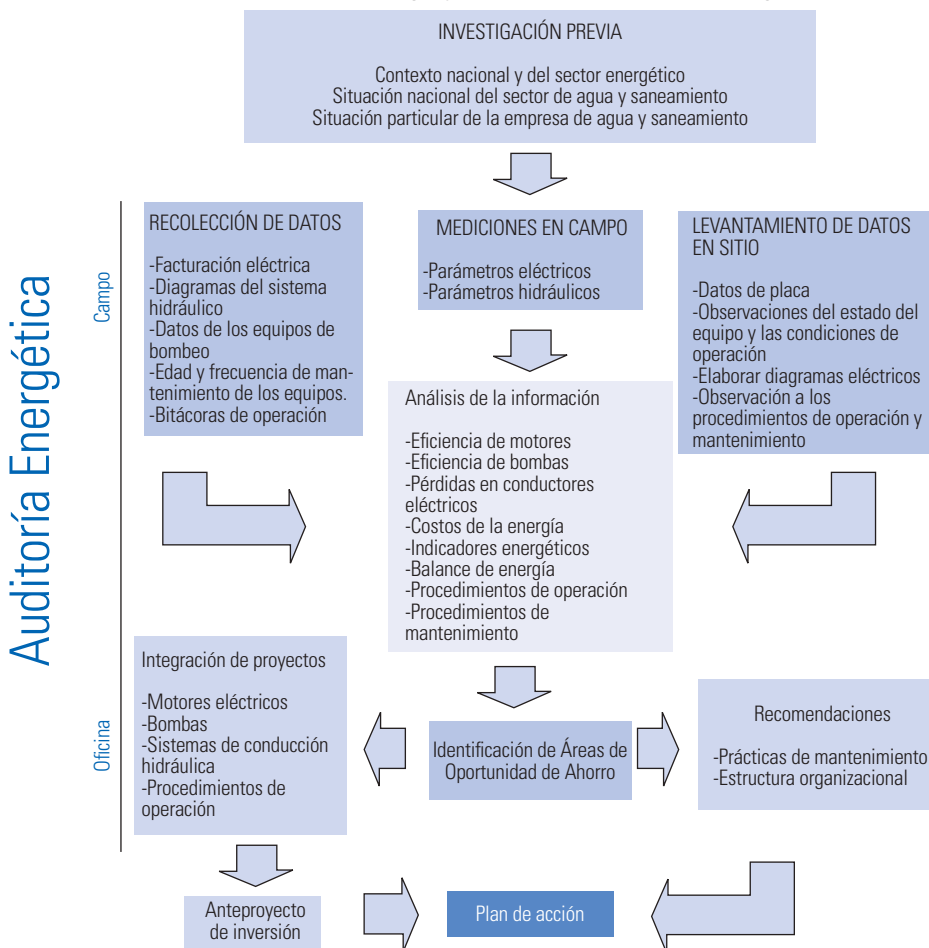 INVESTIGACIÓN PREVIA
Contexto nacional y del sector energético
Situación nacional del sector de agua y saneamiento
Situación particular de la empresa de agua y saneamiento
Auditoría Energética
Campo
RECOLECCIÓN DE DATOS
-Facturación eléctrica
-Diagramas del sistema
hidráulico
-Datos de los equipos de
bombeo
-Edad y frecuencia de man-
tenimiento de los equipos.
-Bitácoras de operación
MEDICIONES EN CAMPO
-Parámetros eléctricos
-Parámetros hidráulicos
LEVANTAMIENTO DE DATOS
EN SITIO
-Datos de placa
-Observaciones del estado del
equipo y las condiciones de
operación
-Elaborar diagramas eléctricos
-Observación a los
procedimientos de operación y
mantenimiento
Análisis de la información
-Eficiencia de motores
-Eficiencia de bombas
-Pérdidas en conductores
eléctricos
-Costos de la energía
-Indicadores energéticos
-Balance de energía
-Procedimientos de operación
-Procedimientos de
mantenimiento
Oficina
Integración de proyectos
-Motores eléctricos
-Bombas
-Sistemas de conducción
hidráulica
-Procedimientos de
operación
Identificación de Áreas de
Oportunidad de Ahorro
Recomendaciones
-Prácticas de mantenimiento
-Estructura organizacional
Anteproyecto
de inversión
Plan de acción